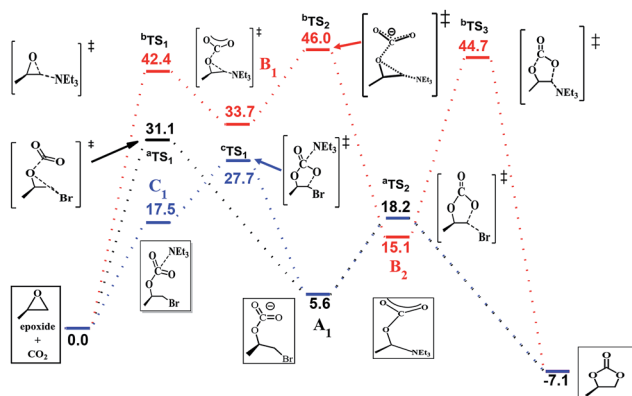 ᵇTS₁
42.4
ᵇTS₂
46.0
ᵇTS₃
44.7
B₁
33.7
31.1
ᵃTS₁
ᶜTS₁
27.7
C₁
17.5
ᵃTS₂
18.2
15.1
B₂
A₁
5.6
0.0
-7.1
epoxide
+
CO₂
O
‡
NEt₃
O
O
O
‡
NEt₃
C
O
O
‡
NEt₃
O
O
O
‡
NEt₃
O
O
O
‡
Br
O
O
O
‡
NEt₃
Br
O
O
O
‡
Br
NEt₃
O
O
O
Br
O
O
O
⊖
Br
C
O
NEt₃
O
O
O
O